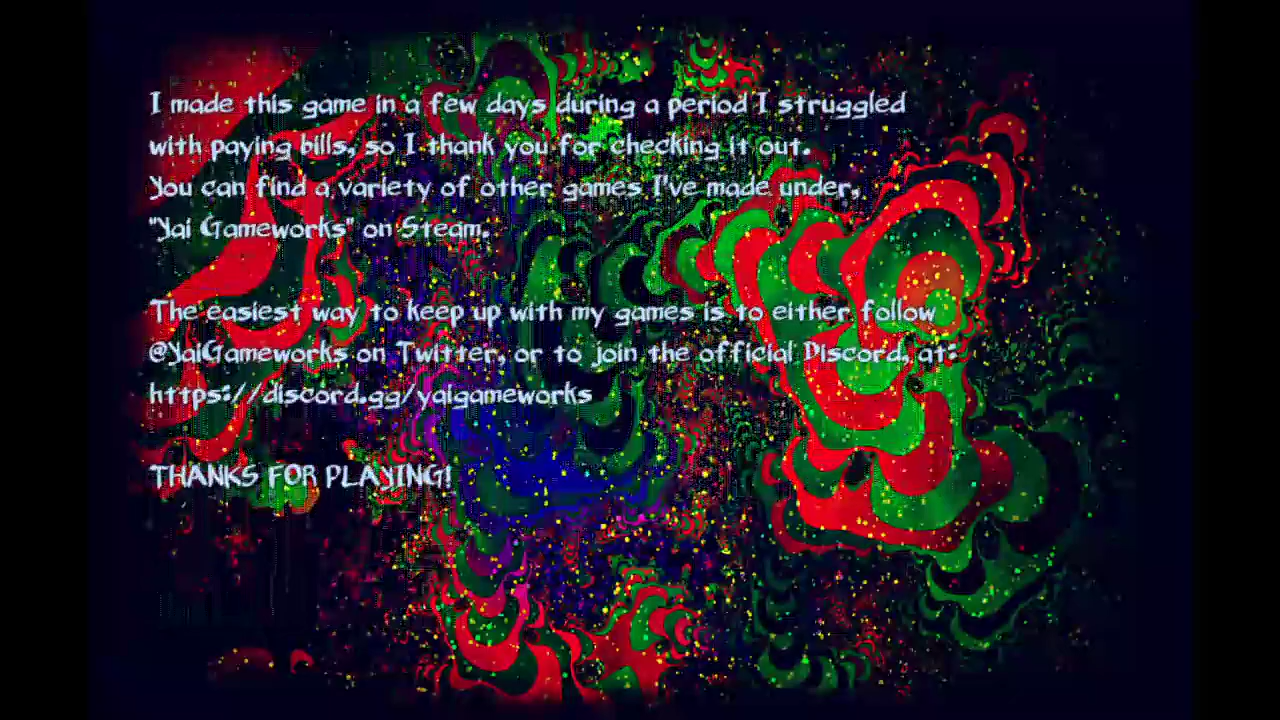 I made this game in a few days during a period I struggled
with paying bills, so I thank you for checking it out.
You can find a variety of other games I've made under,
"Yai Gameworks" on Steam.
The easiest way to keep up with my games is to either follow
@YaiGameworks on Twitter, or to join the official Discord, at:
https://discord.gg/yaigameworks
THANKS FOR PLAYING!